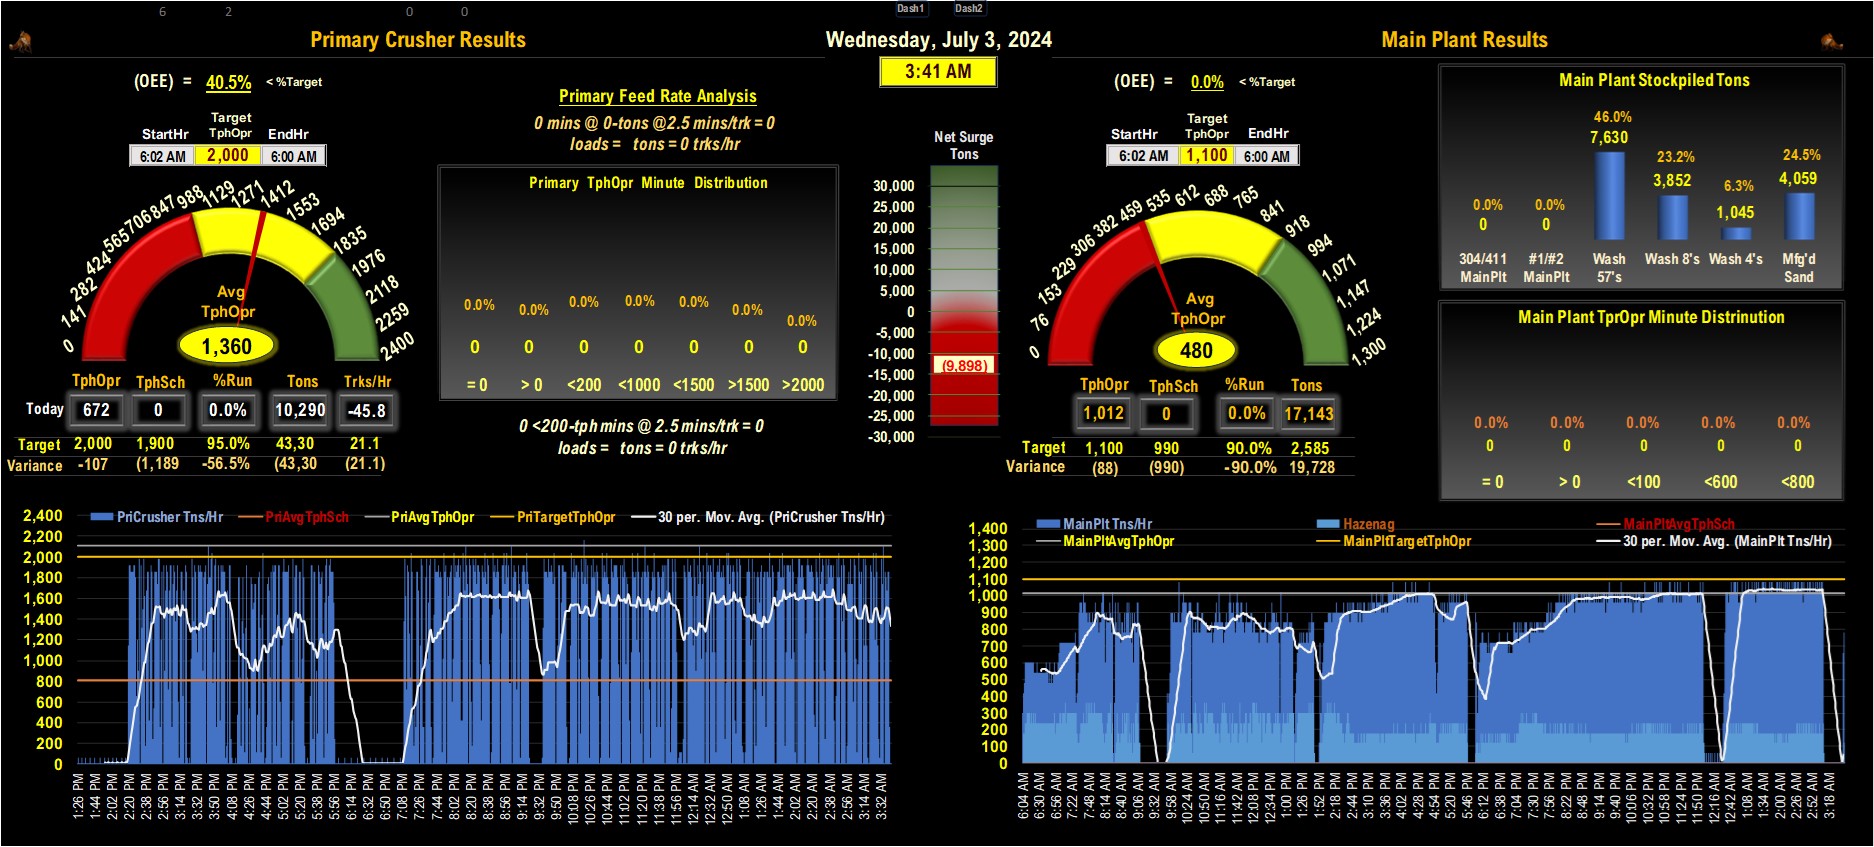 6 2 0 0 Dash1 Dash2
Primary Crusher Results
Wednesday, July 3, 2024
Main Plant Results
3:41 AM
(OEE) = 40.5% < %Target
Target
StartHr TphOpr EndHr
6:02 AM 2,000 6:00 AM
0 141 282 424 565 706 847 988 1129 1271 1412 1553 1694 1835 1976 2118 2259 2400
Avg
TphOpr
1,360
TphOpr TphSch %Run Tons Trks/Hr
Today 672 0 0.0% 10,290 -45.8
Target 2,000 1,900 95.0% 43,30 21.1
Variance -107 (1,189 -56.5% (43,30 (21.1)
Primary Feed Rate Analysis
0 mins @ 0-tons @2.5 mins/trk = 0
loads = tons = 0 trks/hr
Primary TphOpr Minute Distribution
0.0% 0.0% 0.0% 0.0% 0.0% 0.0% 0.0%
0 0 0 0 0 0 0
= 0 > 0 <200 <1000 <1500 >1500 >2000
0 <200-tph mins @ 2.5 mins/trk = 0
loads = tons = 0 trks/hr
Net Surge
Tons
30,000
25,000
20,000
15,000
10,000
5,000
0
-5,000
-10,000
(9,898)
-15,000
-20,000
-25,000
-30,000
(OEE) = 0.0% < %Target
Target
StartHr TphOpr EndHr
6:02 AM 1,100 6:00 AM
0 76 153 229 306 382 459 535 612 688 765 841 918 994 1,071 1,147 1,224 1,300
Avg
TphOpr
480
TphOpr TphSch %Run Tons
1,012 0 0.0% 17,143
Target 1,100 990 90.0% 2,585
Variance (88) (990) -90.0% 19,728
Main Plant Stockpiled Tons
0.0% 0.0% 46.0% 23.2% 6.3% 24.5%
0 0 7,630 3,852 1,045 4,059
304/411 #1/#2 Wash Wash 8's Wash 4's Mfg'd
MainPlt MainPlt 57's Sand
Main Plant TprOpr Minute Distrinution
0.0% 0.0% 0.0% 0.0% 0.0%
0 0 0 0 0
= 0 > 0 <100 <600 <800
PriCrusher Tns/Hr PriAvgTphSch PriAvgTphOpr PriTargetTphOpr 30 per. Mov. Avg. (PriCrusher Tns/Hr)
2,400
2,200
2,000
1,800
1,600
1,400
1,200
1,000
800
600
400
200
0
1:26 PM 1:44 PM 2:02 PM 2:20 PM 2:38 PM 2:56 PM 3:14 PM 3:32 PM 3:50 PM 4:08 PM 4:26 PM 4:44 PM 5:02 PM 5:20 PM 5:38 PM 5:56 PM 6:14 PM 6:32 PM 6:50 PM 7:08 PM 7:26 PM 7:44 PM 8:02 PM 8:20 PM 8:38 PM 8:56 PM 9:14 PM 9:32 PM 9:50 PM 10:08 PM 10:26 PM 10:44 PM 11:02 PM 11:20 PM 11:38 PM 11:56 PM 12:14 AM 12:32 AM 12:50 AM 1:08 AM 1:26 AM 1:44 AM 2:02 AM 2:20 AM 2:38 AM 2:56 AM 3:14 AM 3:32 AM
MainPlt Tns/Hr Hazenag MainPltAvgTphSch
MainPltAvgTphOpr MainPltTargetTphOpr 30 per. Mov. Avg. (MainPlt Tns/Hr)
1,400
1,300
1,200
1,100
1,000
900
800
700
600
500
400
300
200
100
0
6:04 AM 6:30 AM 6:56 AM 7:22 AM 7:48 AM 8:14 AM 8:40 AM 9:06 AM 9:32 AM 9:58 AM 10:24 AM 10:50 AM 11:16 AM 11:42 AM 12:08 PM 12:34 PM 1:00 PM 1:26 PM 1:52 PM 2:18 PM 2:44 PM 3:10 PM 3:36 PM 4:02 PM 4:28 PM 4:54 PM 5:20 PM 5:46 PM 6:12 PM 6:38 PM 7:04 PM 7:30 PM 7:56 PM 8:22 PM 8:48 PM 9:14 PM 9:40 PM 10:06 PM 10:32 PM 10:58 PM 11:24 PM 11:50 PM 12:16 AM 12:42 AM 1:08 AM 1:34 AM 2:00 AM 2:26 AM 2:52 AM 3:18 AM